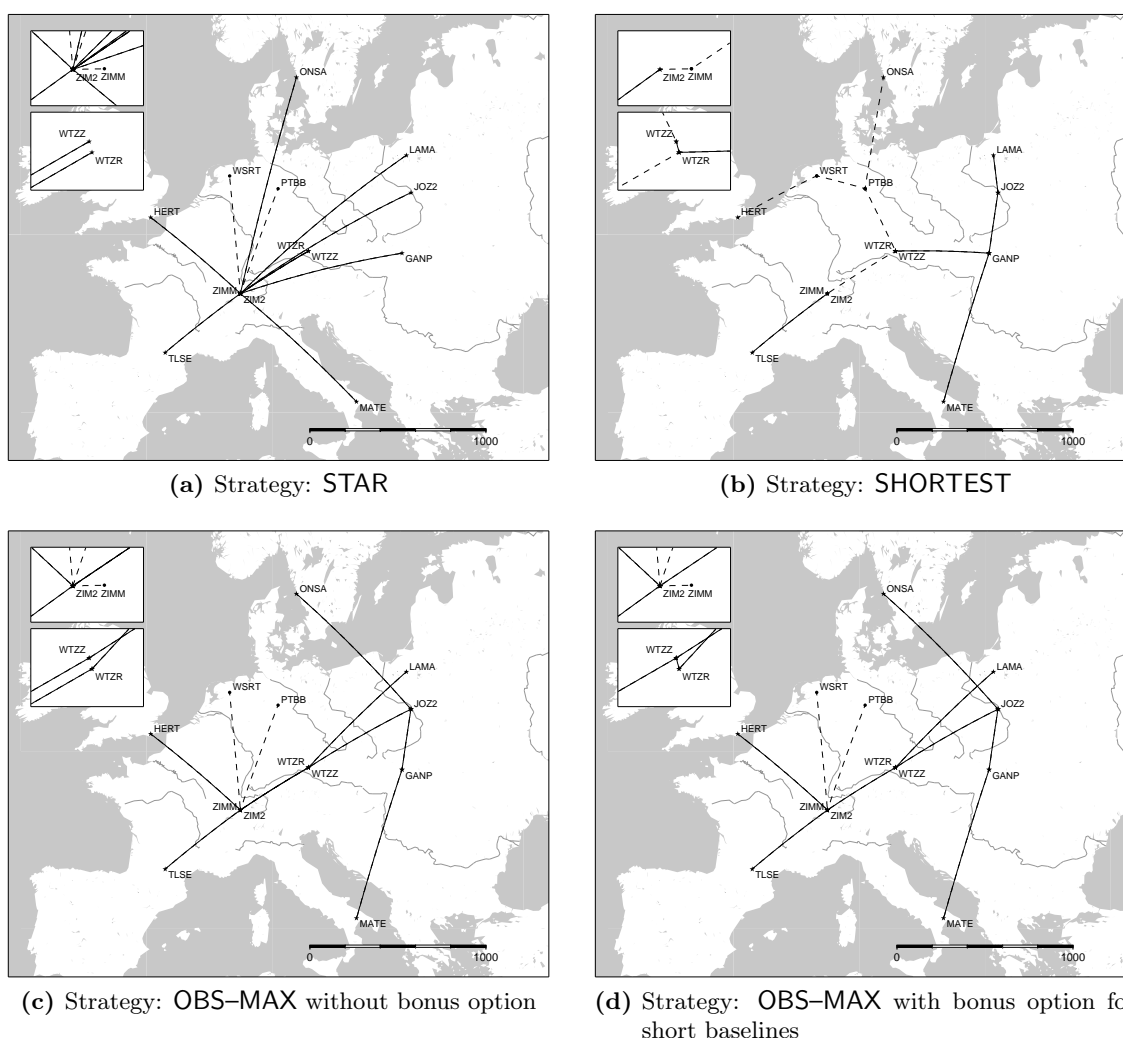 ZIM2
ZIMM
WTZZ
WTZR
ONSA
LAMA
WSRT
PTBB
JOZ2
HERT
WTZR
WTZZ
GANP
ZIMM
ZIM2
TLSE
MATE
0 1000
(a) Strategy: STAR
ZIM2
ZIMM
WTZZ
WTZR
ONSA
LAMA
WSRT
PTBB
JOZ2
HERT
WTZR
WTZZ
GANP
ZIMM
ZIM2
TLSE
MATE
0 1000
(b) Strategy: SHORTEST
ZIM2
ZIMM
WTZZ
WTZR
ONSA
LAMA
WSRT
PTBB
JOZ2
HERT
WTZR
WTZZ
GANP
ZIMM
ZIM2
TLSE
MATE
0 1000
(c) Strategy: OBS–MAX without bonus option
ZIM2
ZIMM
WTZZ
WTZR
ONSA
LAMA
WSRT
PTBB
JOZ2
HERT
WTZR
WTZZ
GANP
ZIMM
ZIM2
TLSE
MATE
0 1000
(d) Strategy: OBS–MAX with bonus option fo
short baselines